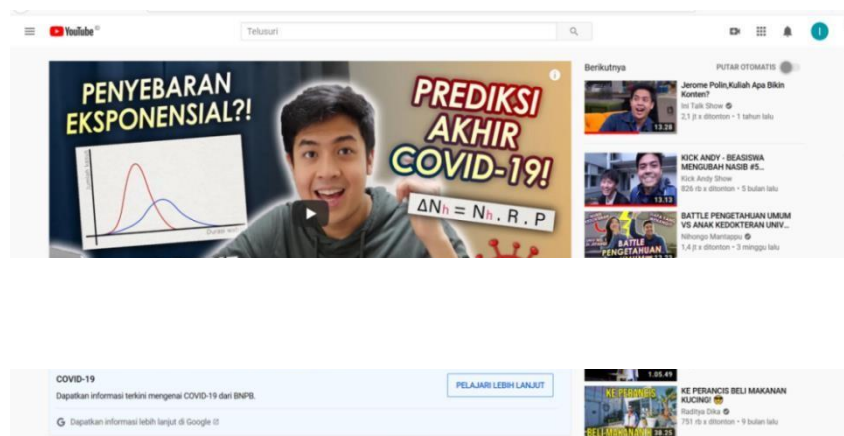 YouTube ID
Telusuri
PENYEBARAN
EKSPONENSIAL?!
PREDIKSI
AKHIR
COVID-19!
ΔNh = Nh . R . P
Berikutnya
PUTAR OTOMATIS
13.28
Jerome Polin,Kuliah Apa Bikin
Konten?
Ini Talk Show
2,1 jt x ditonton • 1 tahun lalu
13.13
KICK ANDY - BEASISWA
MENGUBAH NASIB #5...
Kick Andy Show
826 rb x ditonton • 5 bulan lalu
BATTLE
PENGETAHUAN
BATTLE PENGETAHUAN UMUM
VS ANAK KEDOKTERAN UNIV...
Nihongo Mantappu
1,4 jt x ditonton • 3 minggu lalu
COVID-19
Dapatkan informasi terkini mengenai COVID-19 dari BNPB.
PELAJARI LEBIH LANJUT
Dapatkan informasi lebih lanjut di Google
1.05.49
KE PERANCIS
BELI MAKANAN
38.25
KE PERANCIS BELI MAKANAN
KUCING! 😎
Raditya Dika
751 rb x ditonton • 9 bulan lalu